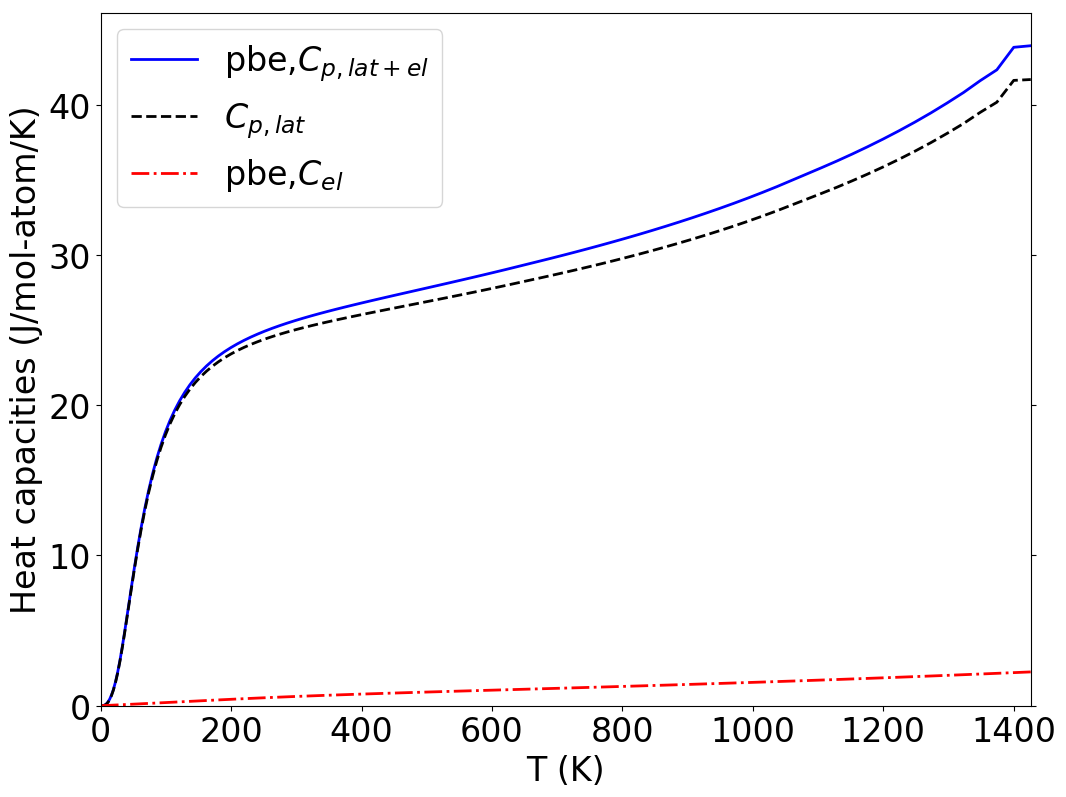 pbe,C_{p,lat+el}
C_{p,lat}
pbe,C_{el}
Heat capacities (J/mol-atom/K)
40
30
20
10
0
0 200 400 600 800 1000 1200 1400
T (K)